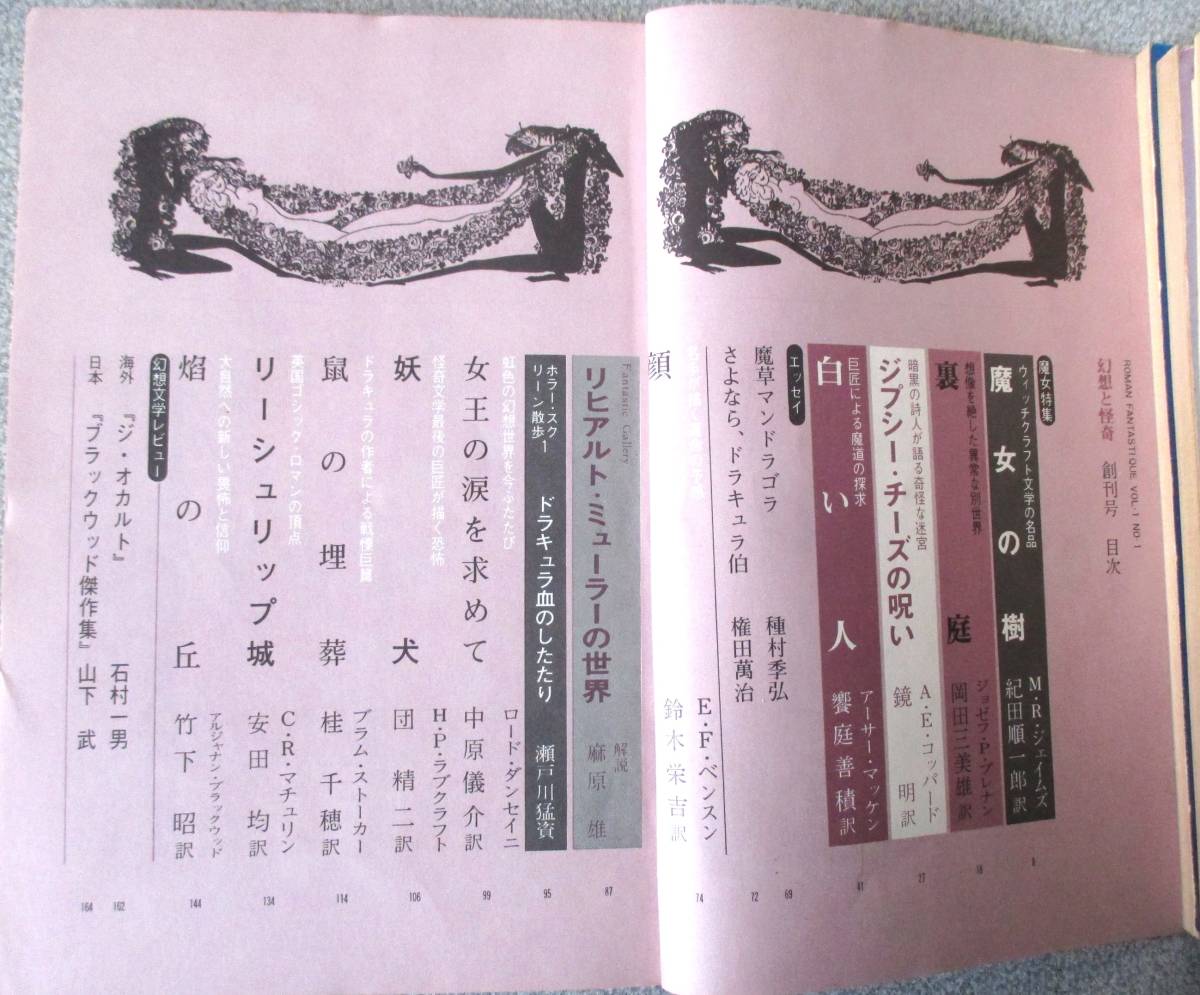 ROMAN FANTASTIQUE VOL・1 NO・1
幻想と怪奇 創刊号 目次
魔女特集
ウィッチクラフト文学の名品
魔女の樹
M・R・ジェイムズ
紀田順一郎訳
8
想像を絶した異常な別世界
裏庭
ジョゼフ・P・ブレナン
岡田三美雄訳
18
暗黒の詩人が語る奇怪な迷宮
ジプシー・チーズの呪い
A・E・コッパード
鏡明訳
27
巨匠による魔道の探求
白い人
アーサー・マッケン
饗庭善積訳
41
エッセイ
魔草マンドラゴラ 種村季弘
69
さよなら、ドラキュラ伯 権田萬治
72
顔
E・F・ベンスン
鈴木栄吉訳
74
Fantastic Gallery
リヒアルト・ミューラーの世界
解説
麻原雄
87
ホラー・スクリーン散歩1
ドラキュラ血のしたたり 瀬戸川猛資
95
虹色の幻想世界を今ふたたび
女王の涙を求めて
ロード・ダンセイニ
中原儀介訳
99
怪奇文学最後の巨匠が描く恐怖
妖犬
H・P・ラブクラフト
団精二訳
106
ドラキュラの作者による戦慄巨篇
鼠の埋葬
ブラム・ストーカー
桂千穂訳
114
英国ゴシック・ロマンの頂点
リーシュリップ城
C・R・マチュリン
安田均訳
134
大自然への新しい畏怖と信仰
焰の丘
アルジャナン・ブラックウッド
竹下昭訳
144
幻想文学レビュー
海外 『ジ・オカルト』 石村一男
162
日本 『ブラックウッド傑作集』 山下武
164